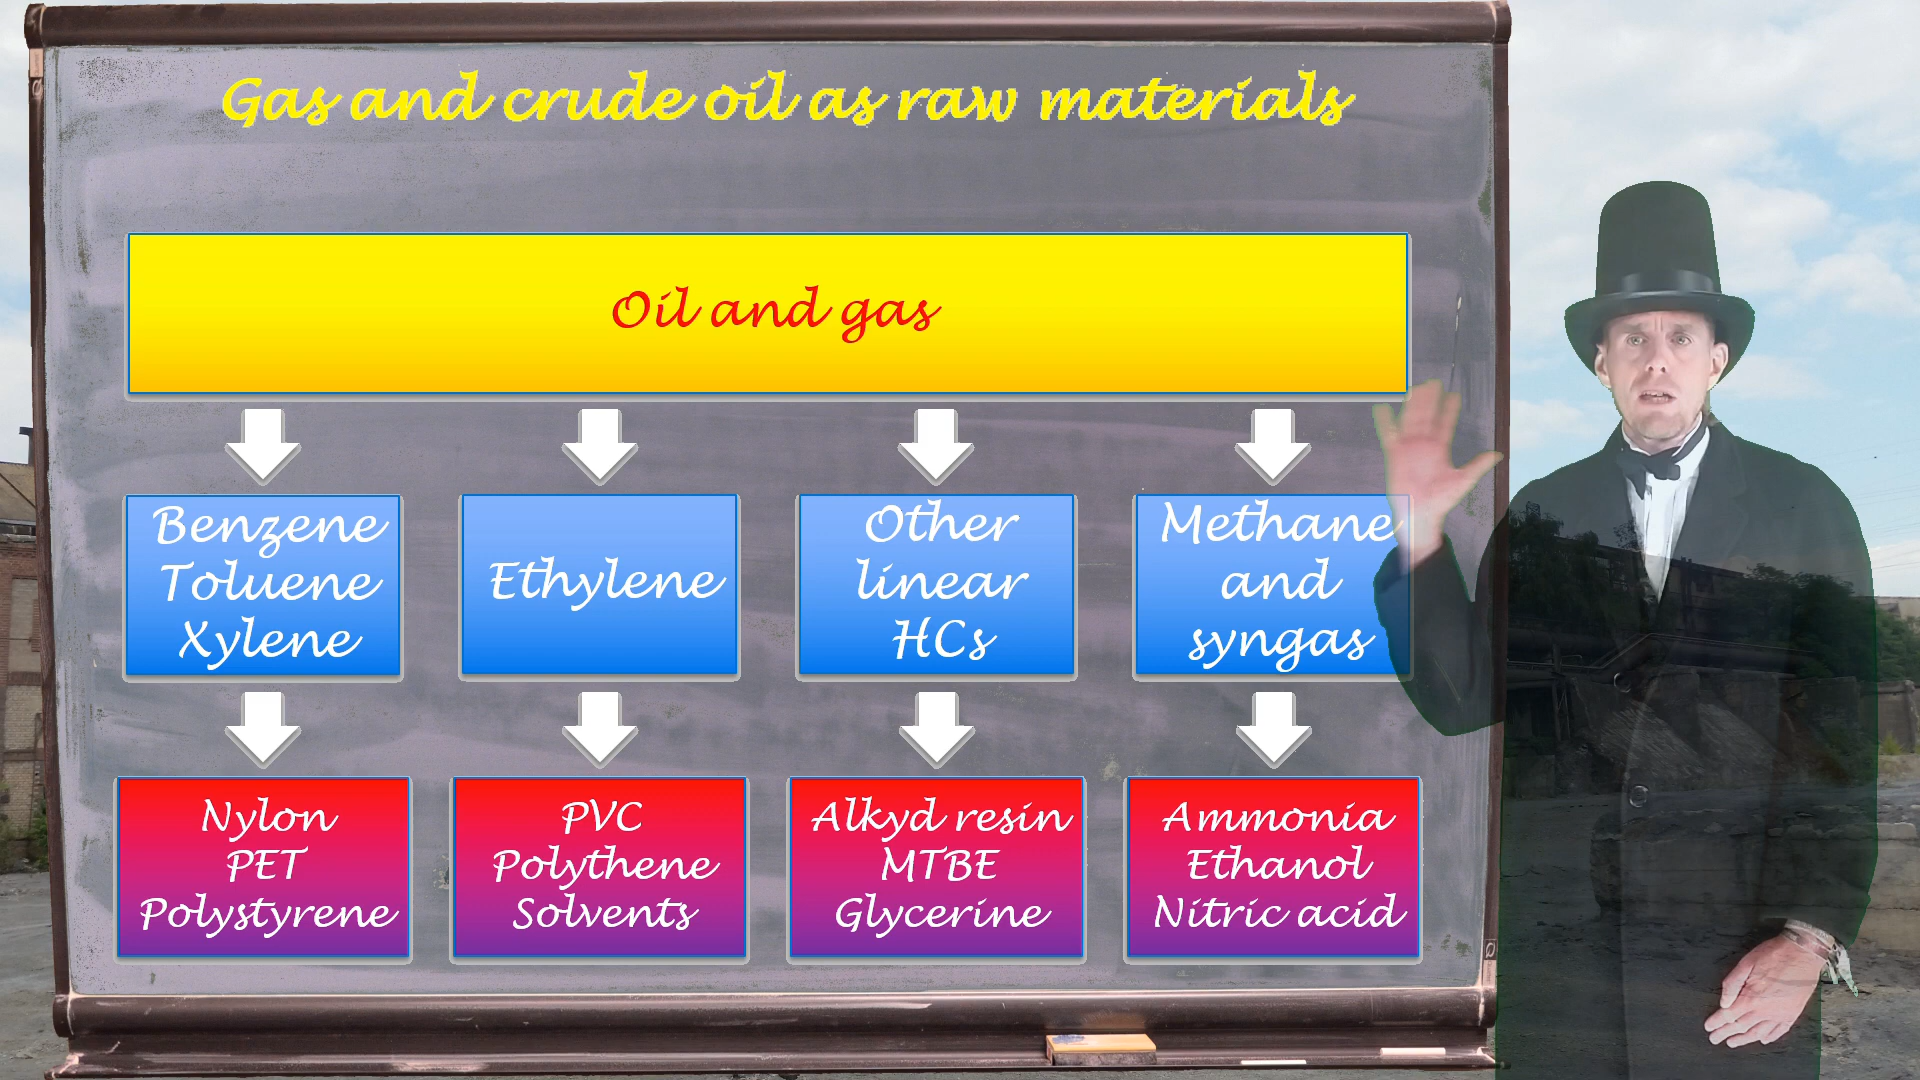 Gas and crude oil as raw materials
Oil and gas
Benzene
Toluene
Xylene
Ethylene
Other
linear
HCs
Methane
and
syngas
Nylon
PET
Polystyrene
PVC
Polythene
Solvents
Alkyd resin
MTBE
Glycerine
Ammonia
Ethanol
Nitric acid